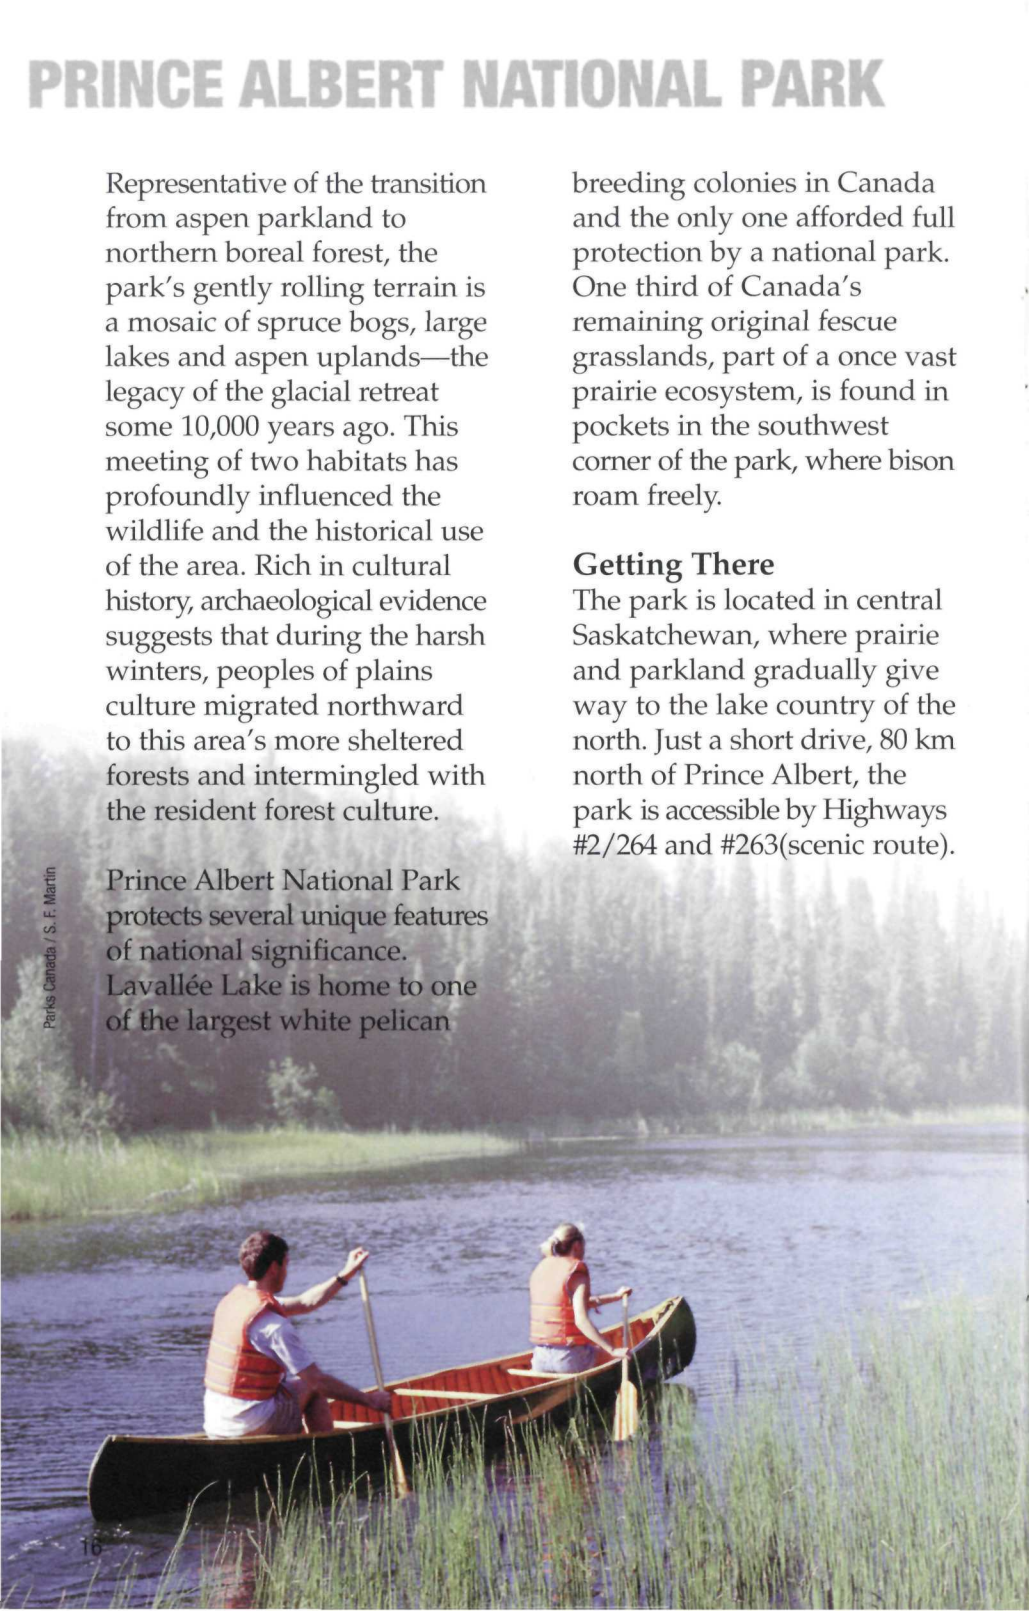 PRINCE ALBERT NATIONAL PARK
Representative of the transition
from aspen parkland to
northern boreal forest, the
park's gently rolling terrain is
a mosaic of spruce bogs, large
lakes and aspen uplands—the
legacy of the glacial retreat
some 10,000 years ago. This
meeting of two habitats has
profoundly influenced the
wildlife and the historical use
of the area. Rich in cultural
history, archaeological evidence
suggests that during the harsh
winters, peoples of plains
culture migrated northward
to this area's more sheltered
forests and intermingled with
the resident forest culture.
Prince Albert National Park
protects several unique features
of national significance.
Lavallée Lake is home to one
of the largest white pelican
breeding colonies in Canada
and the only one afforded full
protection by a national park.
One third of Canada's
remaining original fescue
grasslands, part of a once vast
prairie ecosystem, is found in
pockets in the southwest
corner of the park, where bison
roam freely.
Getting There
The park is located in central
Saskatchewan, where prairie
and parkland gradually give
way to the lake country of the
north. Just a short drive, 80 km
north of Prince Albert, the
park is accessible by Highways
#2/264 and #263(scenic route).
Parks Canada / S. F. Martin
16